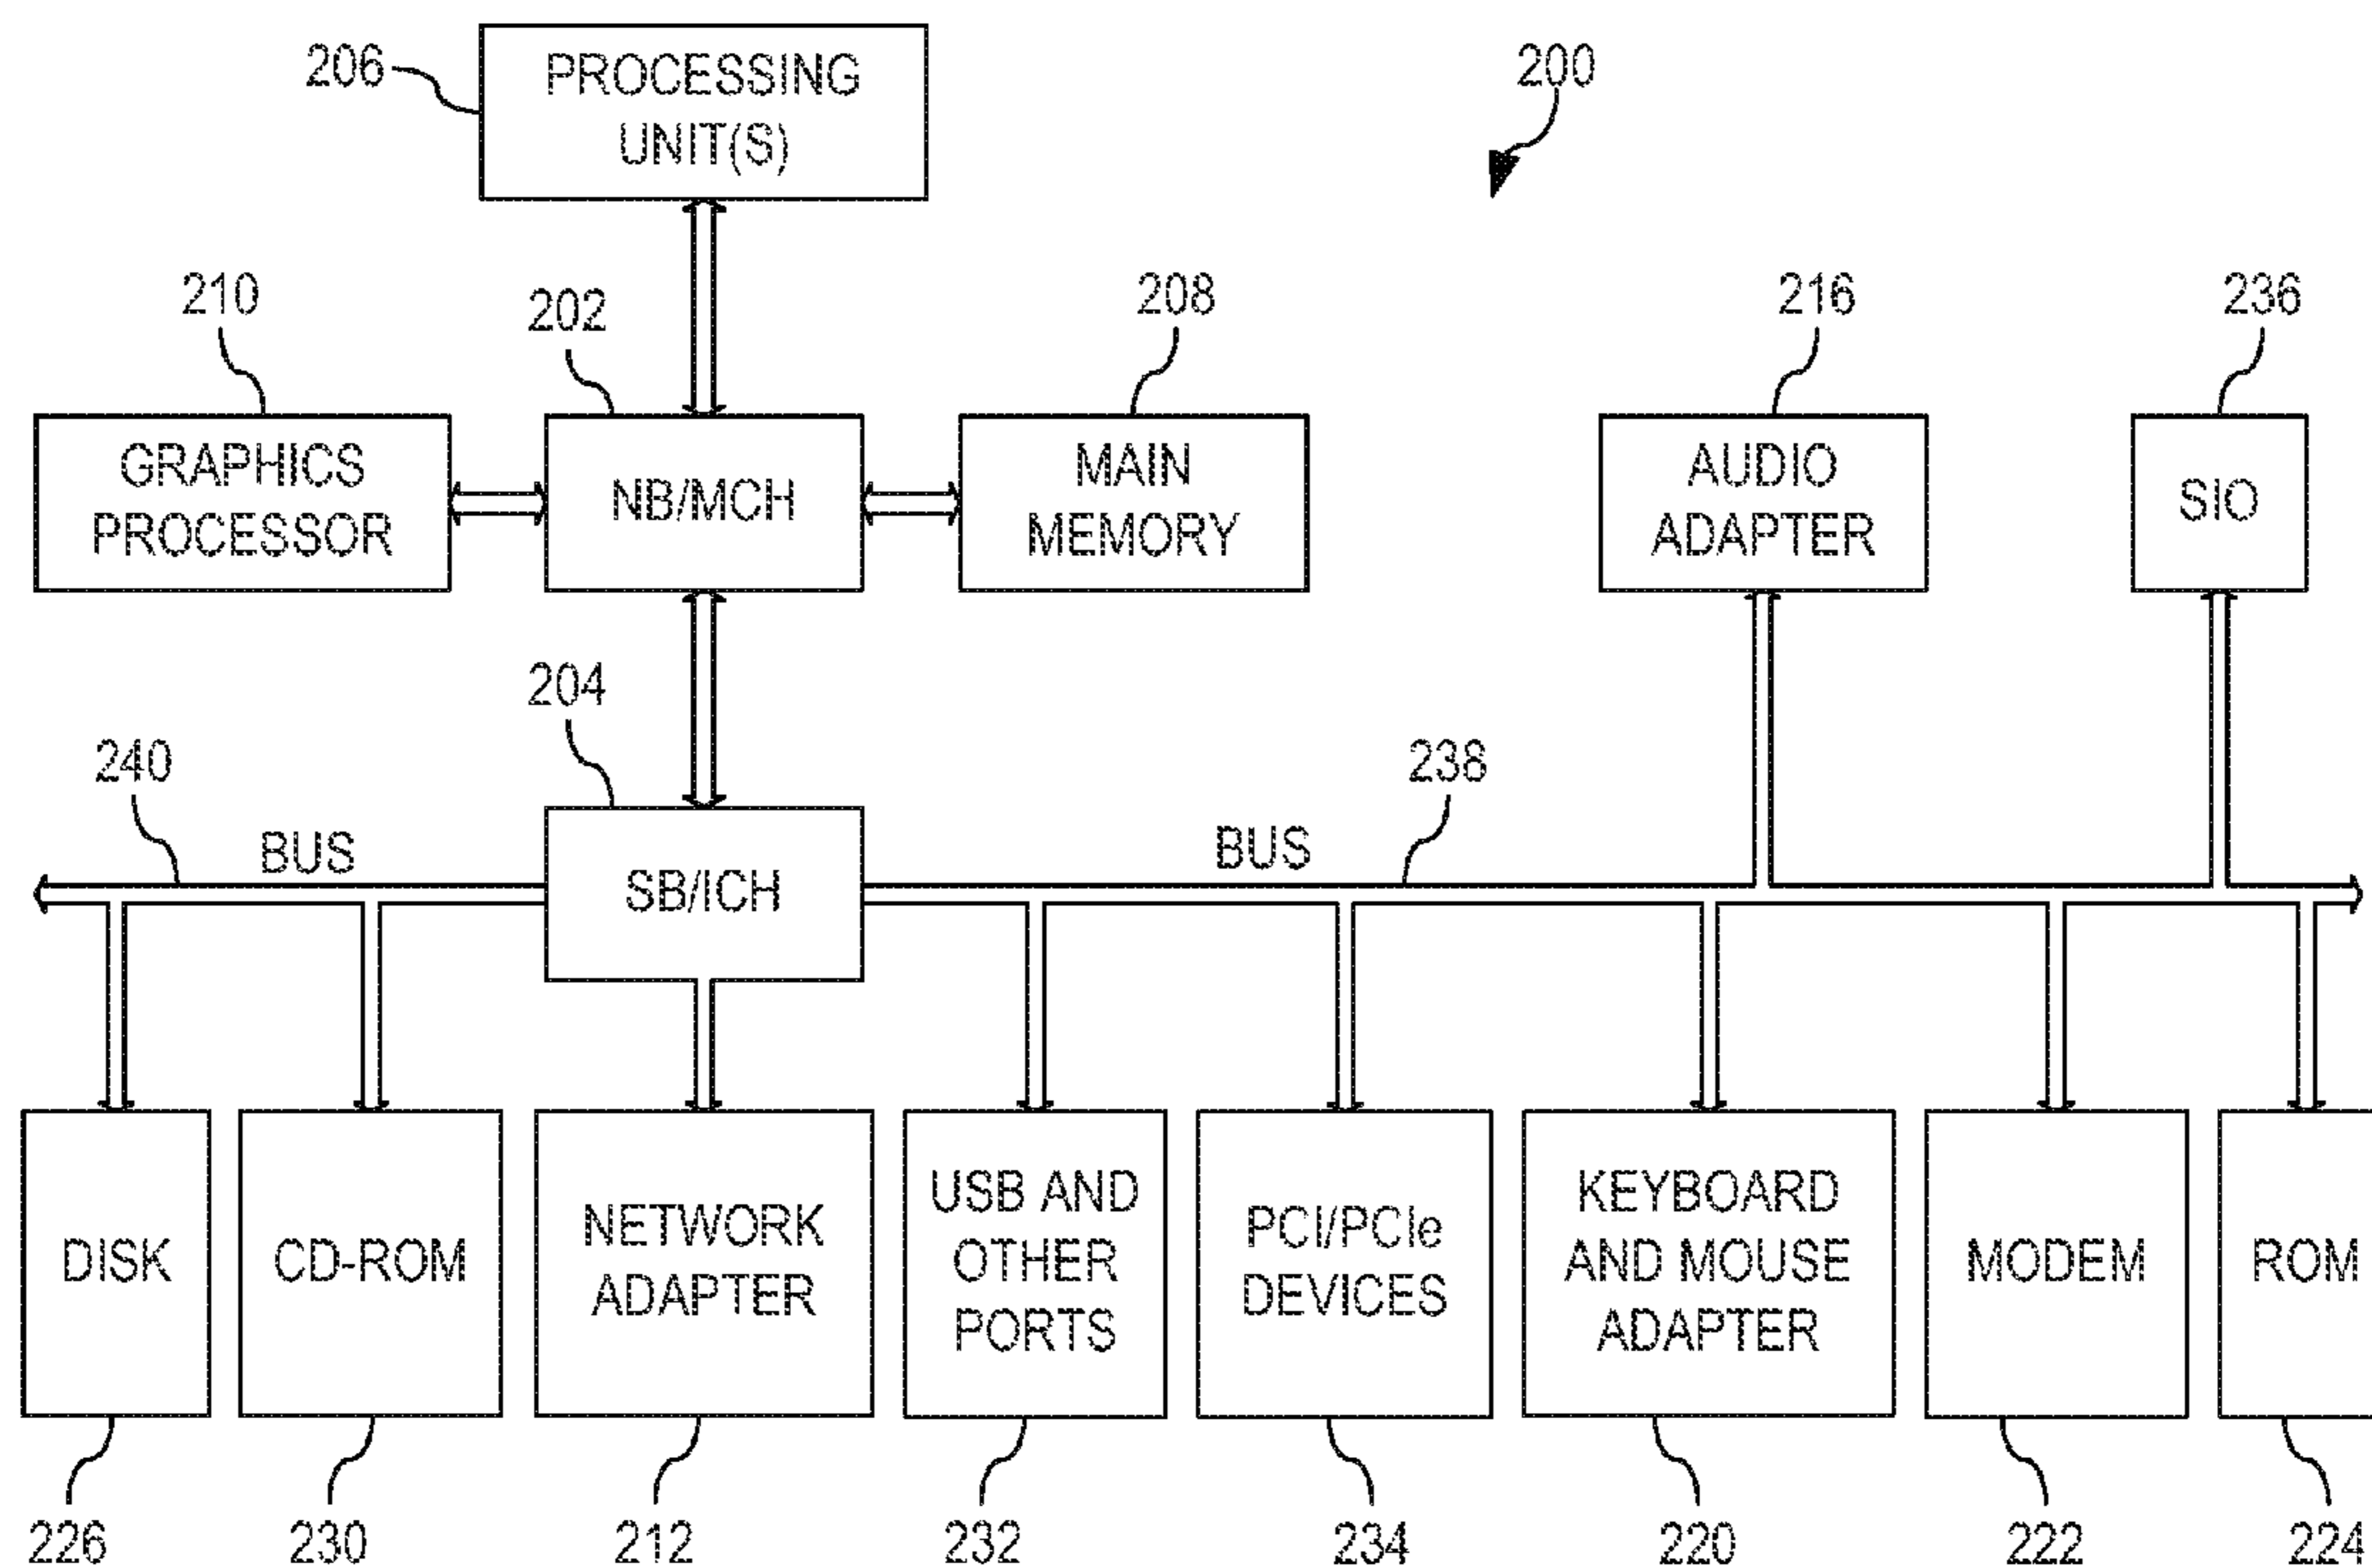 206
PROCESSING
UNIT(S)
200
210
202
208
216
236
GRAPHICS
PROCESSOR
NB/MCH
MAIN
MEMORY
AUDIO
ADAPTER
SIO
204
240
238
BUS
BUS
SB/ICH
DISK
CD-ROM
NETWORK
ADAPTER
USB AND
OTHER
PORTS
PCI/PCIe
DEVICES
KEYBOARD
AND MOUSE
ADAPTER
MODEM
ROM
226
230
212
232
234
220
222
224